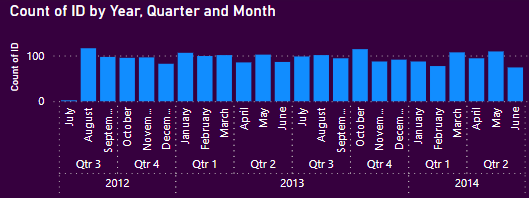 Count of ID by Year, Quarter and Month
Count of ID
100
0
July
August
Septem...
October
Novem...
Decem...
January
February
March
April
May
June
July
August
Septem...
October
Novem...
Decem...
January
February
March
April
May
June
Qtr 3 Qtr 4 Qtr 1 Qtr 2 Qtr 3 Qtr 4 Qtr 1 Qtr 2
2012 2013 2014